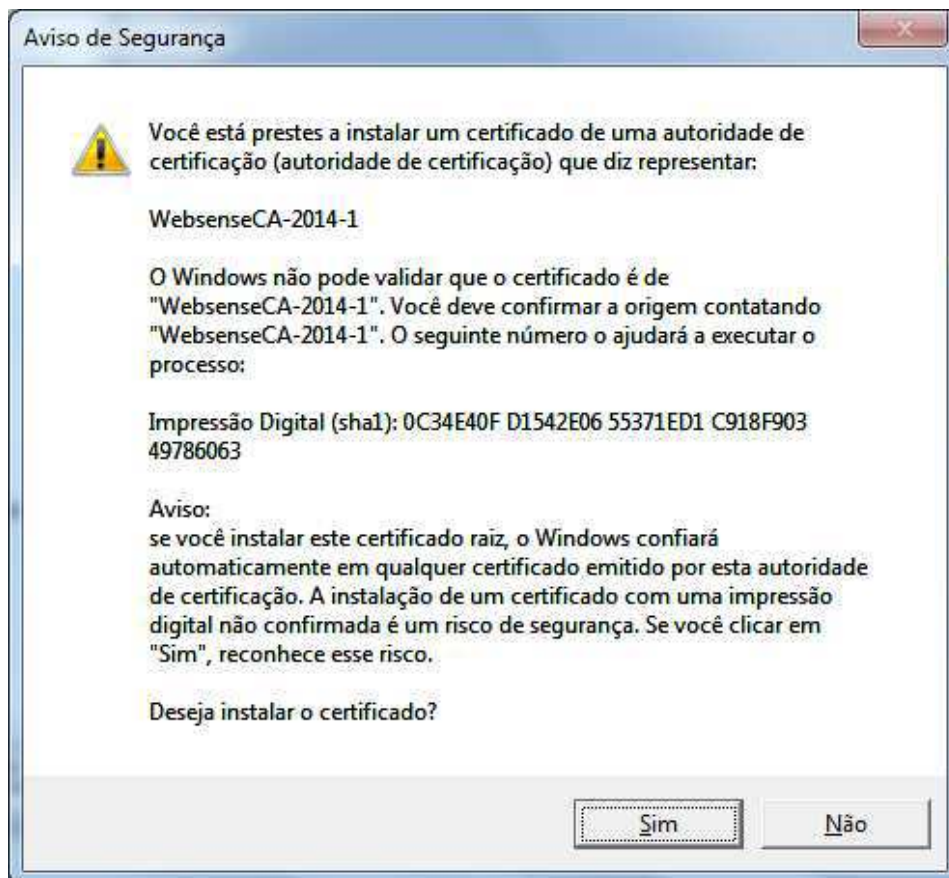 Aviso de Segurança
Você está prestes a instalar um certificado de uma autoridade de
certificação (autoridade de certificação) que diz representar:
WebsenseCA-2014-1
O Windows não pode validar que o certificado é de
"WebsenseCA-2014-1". Você deve confirmar a origem contatando
"WebsenseCA-2014-1". O seguinte número o ajudará a executar o
processo:
Impressão Digital (sha1): 0C34E40F D1542E06 55371ED1 C918F903
49786063
Aviso:
se você instalar este certificado raiz, o Windows confiará
automaticamente em qualquer certificado emitido por esta autoridade
de certificação. A instalação de um certificado com uma impressão
digital não confirmada é um risco de segurança. Se você clicar em
"Sim", reconhece esse risco.
Deseja instalar o certificado?
Sim
Não